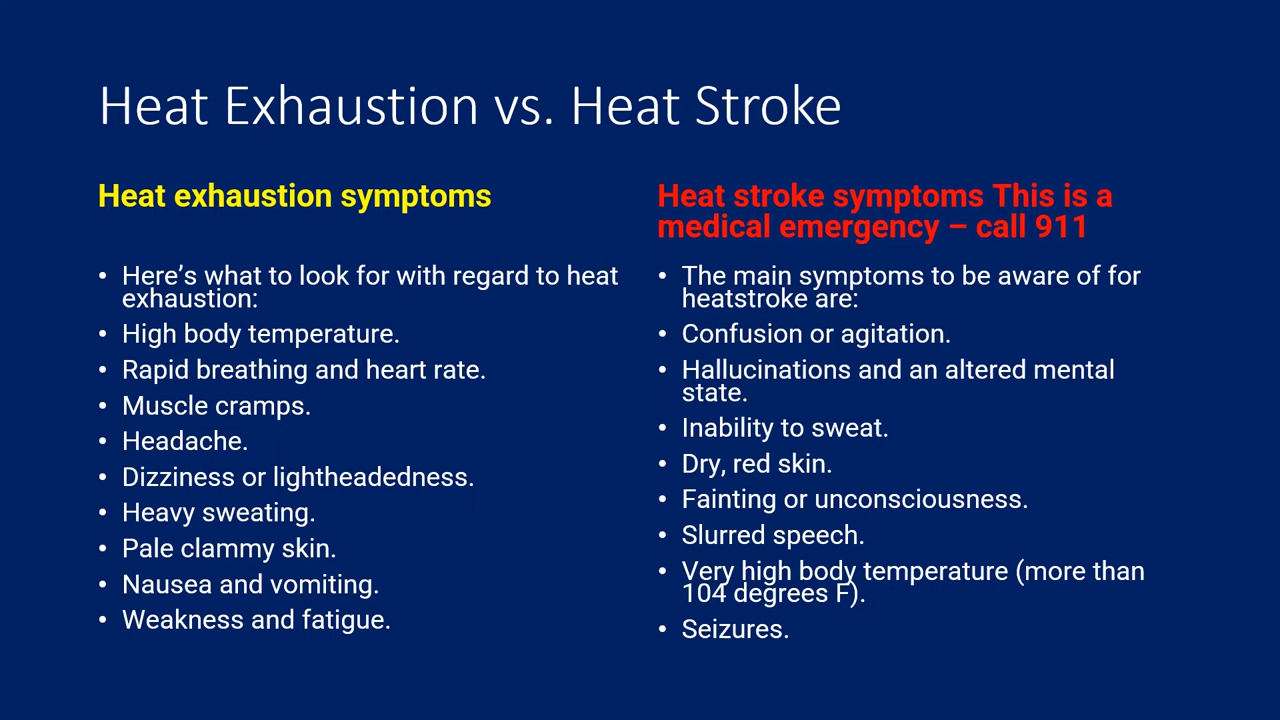 Heat Exhaustion vs. Heat Stroke
Heat exhaustion symptoms
• Here’s what to look for with regard to heat
exhaustion:
• High body temperature.
• Rapid breathing and heart rate.
• Muscle cramps.
• Headache.
• Dizziness or lightheadedness.
• Heavy sweating.
• Pale clammy skin.
• Nausea and vomiting.
• Weakness and fatigue.
Heat stroke symptoms This is a
medical emergency – call 911
• The main symptoms to be aware of for
heatstroke are:
• Confusion or agitation.
• Hallucinations and an altered mental
state.
• Inability to sweat.
• Dry, red skin.
• Fainting or unconsciousness.
• Slurred speech.
• Very high body temperature (more than
104 degrees F).
• Seizures.